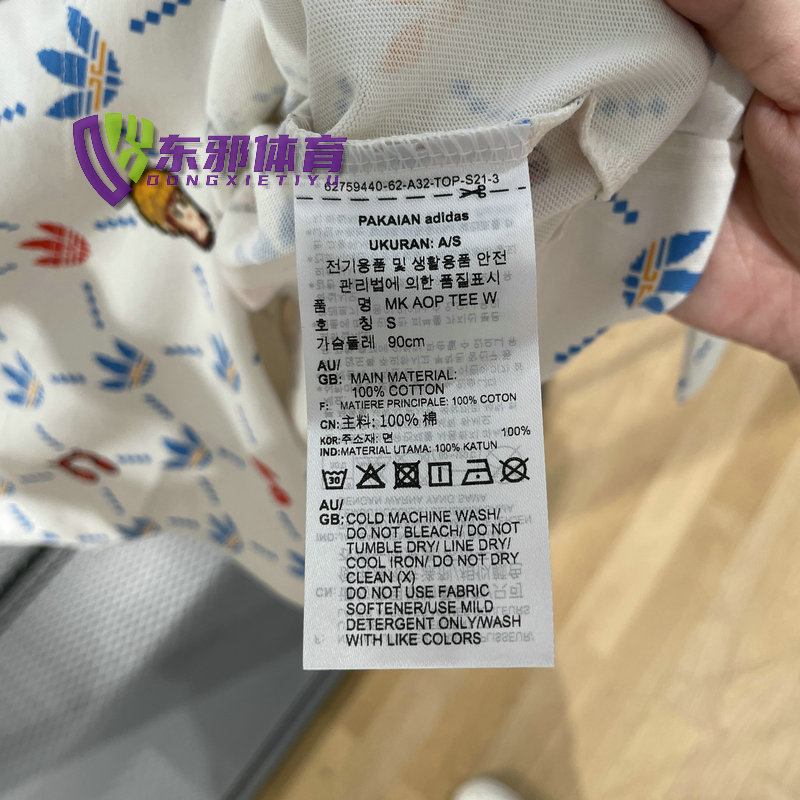 东邪体育
DONGXIETIYU
62759440-62-A32-TOP-S21-3
PAKAIAN adidas
UKURAN: A/S
전기용품 및 생활용품 안전
관리법에 의한 품질표시
품 명 MK AOP TEE W
호 칭 S
가슴둘레 90cm
AU/
GB: MAIN MATERIAL:
100% COTTON
F: MATIERE PRINCIPALE: 100% COTON
CN: 主料: 100% 棉
KOR: 주소재: 면 100%
IND: MATERIAL UTAMA: 100% KATUN
30
AU/
GB: COLD MACHINE WASH/
DO NOT BLEACH/ DO NOT
TUMBLE DRY/ LINE DRY/
COOL IRON/ DO NOT DRY
CLEAN (X)
DO NOT USE FABRIC
SOFTENER/USE MILD
DETERGENT ONLY/WASH
WITH LIKE COLORS